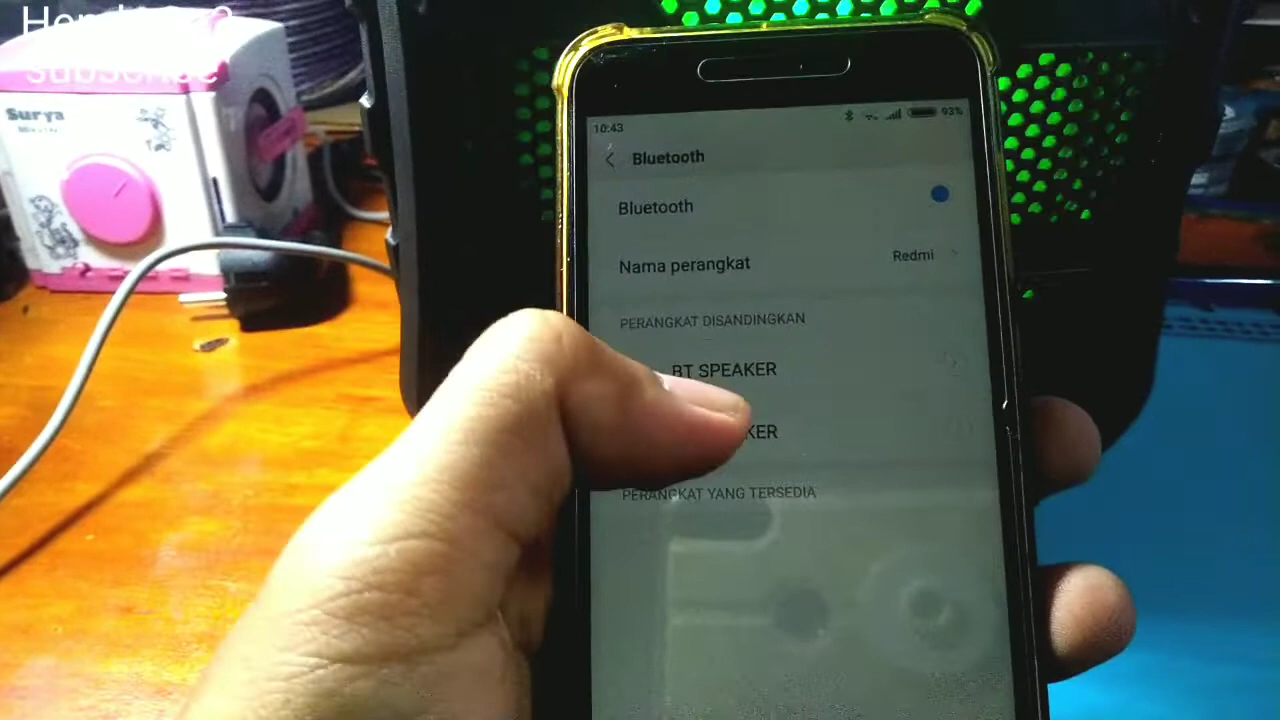 subscribe
Surya
10:43
93%
Bluetooth
Bluetooth
Nama perangkat
Redmi
PERANGKAT DISANDINGKAN
BT SPEAKER
KER
PERANGKAT YANG TERSEDIA